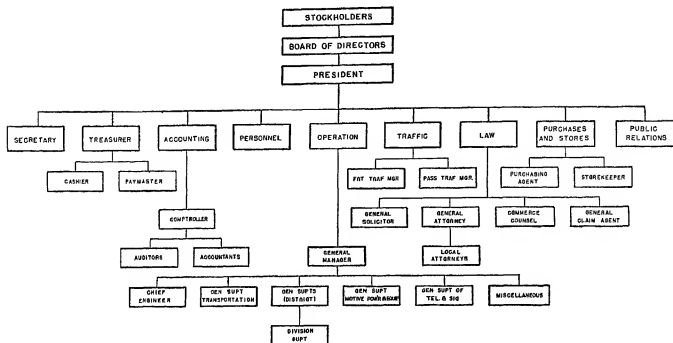 STOCKHOLDERS
BOARD OF DIRECTORS
PRESIDENT
SECRETARY
TREASURER
ACCOUNTING
PERSONNEL
OPERATION
TRAFFIC
LAW
PURCHASES
AND STORES
PUBLIC
RELATIONS
CASHIER
PAYMASTER
FRT TRAF MGR
PASS TRAF MGR.
PURCHASING
AGENT
STOREKEEPER
COMPTROLLER
GENERAL
SOLICITOR
GENERAL
ATTORNEY
COMMERCE
COUNSEL
GENERAL
CLAIM AGENT
AUDITORS
ACCOUNTANTS
GENERAL
MANAGER
LOCAL
ATTORNEYS
CHIEF
ENGINEER
GEN SUPT
TRANSPORTATION
GEN SUPTS
(DISTRICT)
GEN SUPT
MOTIVE
GEN SUPT OF
TEL. & SIG
MISCELLANEOUS
DIVISION
SUPT